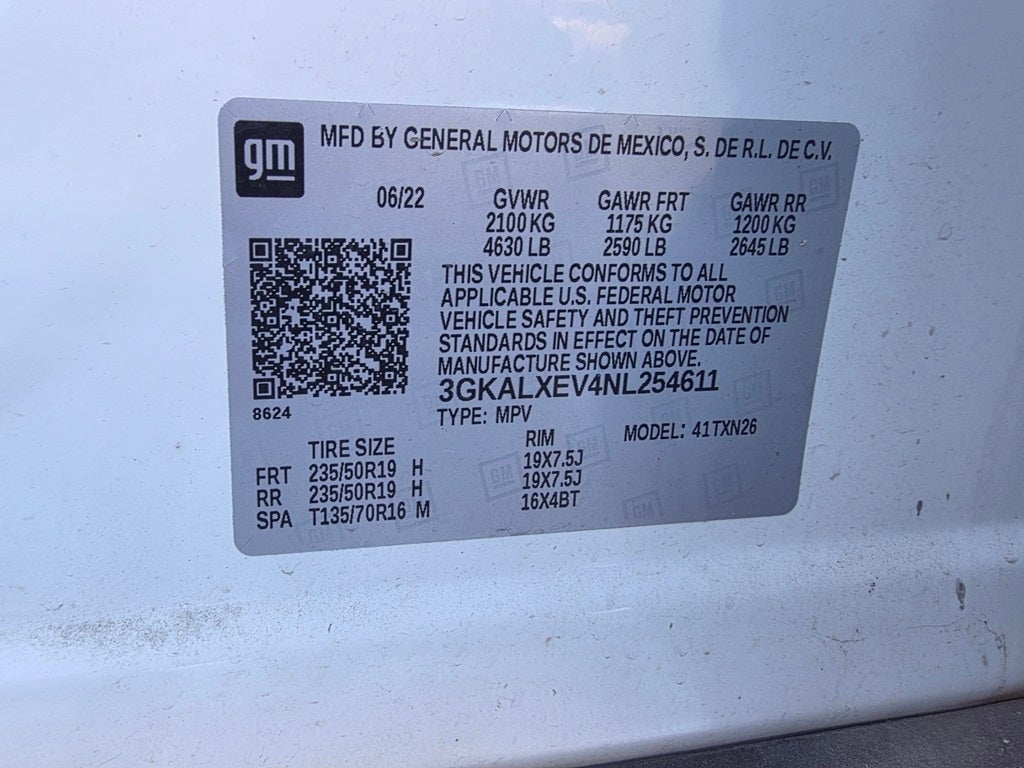 gm
MFD BY GENERAL MOTORS DE MEXICO, S. DE R.L. DE C.V.
06/22 GVWR GAWR FRT GAWR RR
2100 KG 1175 KG 1200 KG
4630 LB 2590 LB 2645 LB
THIS VEHICLE CONFORMS TO ALL
APPLICABLE U.S. FEDERAL MOTOR
VEHICLE SAFETY AND THEFT PREVENTION
STANDARDS IN EFFECT ON THE DATE OF
MANUFACTURE SHOWN ABOVE.
3GKALXEV4NL254611
8624
TYPE: MPV MODEL: 41TXN26
TIRE SIZE RIM
FRT 235/50R19 H 19X7.5J
RR 235/50R19 H 19X7.5J
SPA T135/70R16 M 16X4BT